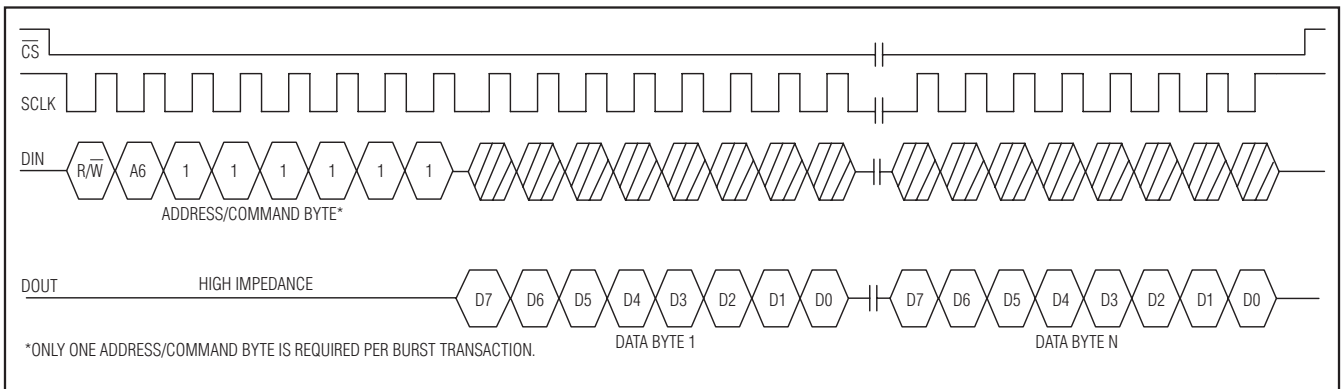 C̅S̅
SCLK
DIN R/W̅ A6 1 1 1 1 1 1
ADDRESS/COMMAND BYTE*
DOUT HIGH IMPEDANCE D7 D6 D5 D4 D3 D2 D1 D0 D7 D6 D5 D4 D3 D2 D1 D0
DATA BYTE 1 DATA BYTE N
*ONLY ONE ADDRESS/COMMAND BYTE IS REQUIRED PER BURST TRANSACTION.